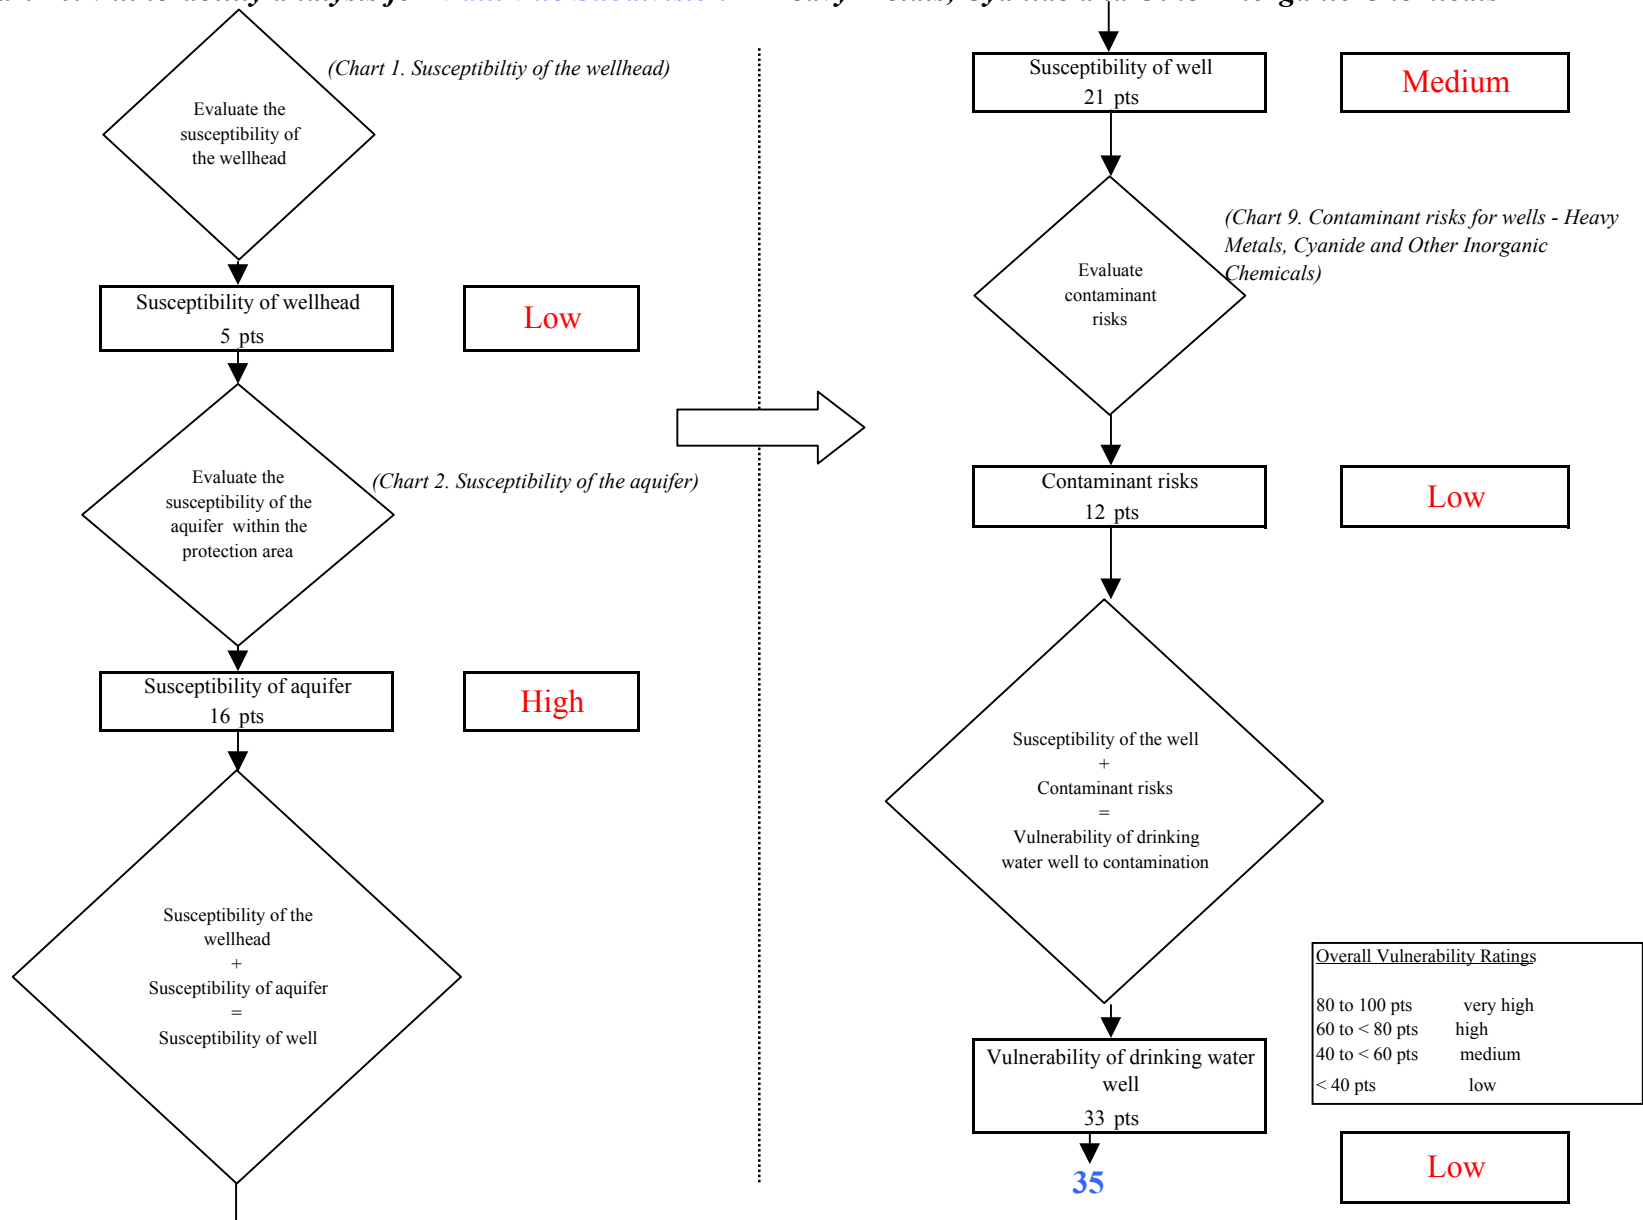 (Chart 1. Susceptibiltiy of the wellhead)
Evaluate the
susceptibility of
the wellhead
Susceptibility of wellhead
5 pts
Low
Evaluate the
susceptibility of the
aquifer within the
protection area
(Chart 2. Susceptibility of the aquifer)
Susceptibility of aquifer
16 pts
High
Susceptibility of the
wellhead
+
Susceptibility of aquifer
=
Susceptibility of well
Susceptibility of well
21 pts
Medium
(Chart 9. Contaminant risks for wells - Heavy
Metals, Cyanide and Other Inorganic
Chemicals)
Evaluate
contaminant
risks
Contaminant risks
12 pts
Low
Susceptibility of the well
+
Contaminant risks
=
Vulnerability of drinking
water well to contamination
Overall Vulnerability Ratings
80 to 100 pts very high
60 to < 80 pts high
40 to < 60 pts medium
< 40 pts low
Vulnerability of drinking water
well
33 pts
35
Low